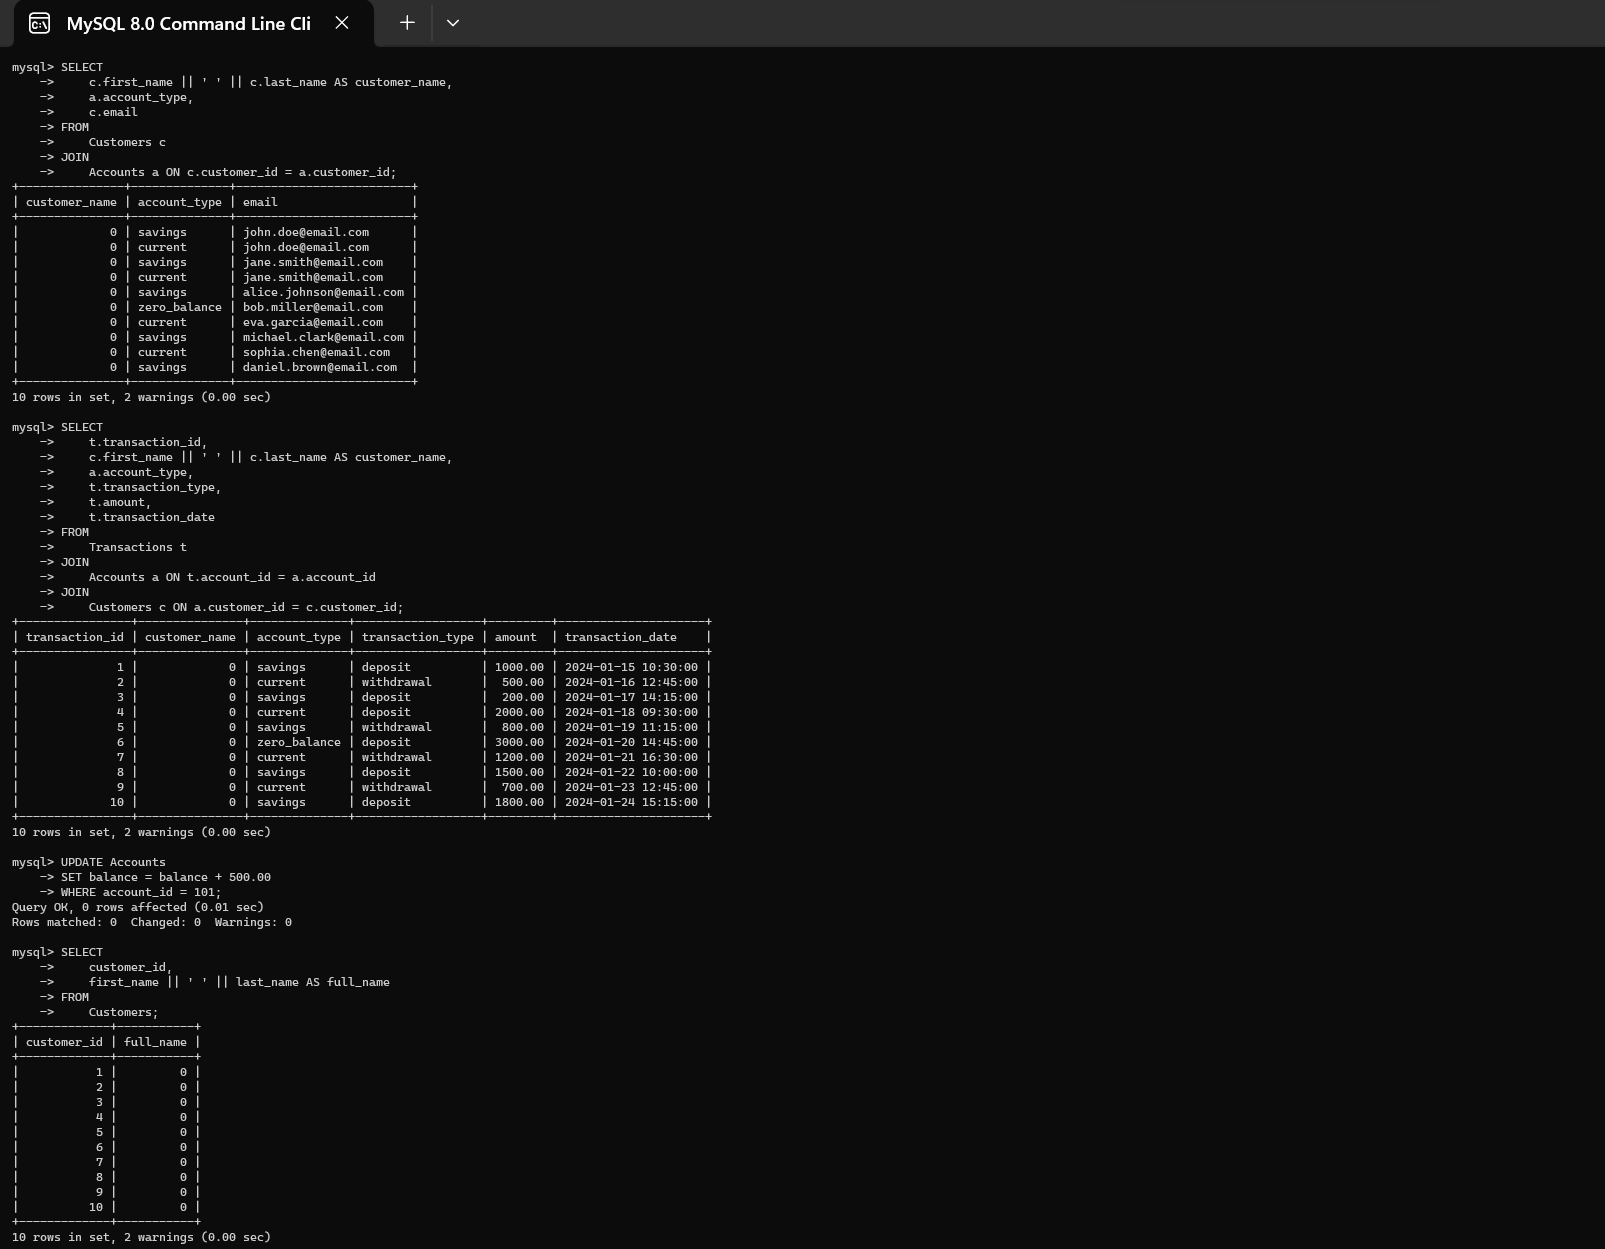 MySQL 8.0 Command Line Cli
mysql> SELECT
    ->     c.first_name || ' ' || c.last_name AS customer_name,
    ->     a.account_type,
    ->     c.email
    -> FROM
    ->     Customers c
    -> JOIN
    ->     Accounts a ON c.customer_id = a.customer_id;
+---------------+--------------+-------------------------+
| customer_name | account_type | email                   |
+---------------+--------------+-------------------------+
|             0 | savings      | john.doe@email.com      |
|             0 | current      | john.doe@email.com      |
|             0 | savings      | jane.smith@email.com    |
|             0 | current      | jane.smith@email.com    |
|             0 | savings      | alice.johnson@email.com |
|             0 | zero_balance | bob.miller@email.com    |
|             0 | current      | eva.garcia@email.com    |
|             0 | savings      | michael.clark@email.com |
|             0 | current      | sophia.chen@email.com   |
|             0 | savings      | daniel.brown@email.com  |
+---------------+--------------+-------------------------+
10 rows in set, 2 warnings (0.00 sec)
mysql> SELECT
    ->     t.transaction_id,
    ->     c.first_name || ' ' || c.last_name AS customer_name,
    ->     a.account_type,
    ->     t.transaction_type,
    ->     t.amount,
    ->     t.transaction_date
    -> FROM
    ->     Transactions t
    -> JOIN
    ->     Accounts a ON t.account_id = a.account_id
    -> JOIN
    ->     Customers c ON a.customer_id = c.customer_id;
+----------------+---------------+--------------+------------------+---------+---------------------+
| transaction_id | customer_name | account_type | transaction_type | amount  | transaction_date    |
+----------------+---------------+--------------+------------------+---------+---------------------+
|              1 |             0 | savings      | deposit          | 1000.00 | 2024-01-15 10:30:00 |
|              2 |             0 | current      | withdrawal       |  500.00 | 2024-01-16 12:45:00 |
|              3 |             0 | savings      | deposit          |  200.00 | 2024-01-17 14:15:00 |
|              4 |             0 | current      | deposit          | 2000.00 | 2024-01-18 09:30:00 |
|              5 |             0 | savings      | withdrawal       |  800.00 | 2024-01-19 11:15:00 |
|              6 |             0 | zero_balance | deposit          | 3000.00 | 2024-01-20 14:45:00 |
|              7 |             0 | current      | withdrawal       | 1200.00 | 2024-01-21 16:30:00 |
|              8 |             0 | savings      | deposit          | 1500.00 | 2024-01-22 10:00:00 |
|              9 |             0 | current      | withdrawal       |  700.00 | 2024-01-23 12:45:00 |
|             10 |             0 | savings      | deposit          | 1800.00 | 2024-01-24 15:15:00 |
+----------------+---------------+--------------+------------------+---------+---------------------+
10 rows in set, 2 warnings (0.00 sec)
mysql> UPDATE Accounts
    -> SET balance = balance + 500.00
    -> WHERE account_id = 101;
Query OK, 0 rows affected (0.01 sec)
Rows matched: 0  Changed: 0  Warnings: 0
mysql> SELECT
    ->     customer_id,
    ->     first_name || ' ' || last_name AS full_name
    -> FROM
    ->     Customers;
+-------------+-----------+
| customer_id | full_name |
+-------------+-----------+
|           1 |         0 |
|           2 |         0 |
|           3 |         0 |
|           4 |         0 |
|           5 |         0 |
|           6 |         0 |
|           7 |         0 |
|           8 |         0 |
|           9 |         0 |
|          10 |         0 |
+-------------+-----------+
10 rows in set, 2 warnings (0.00 sec)